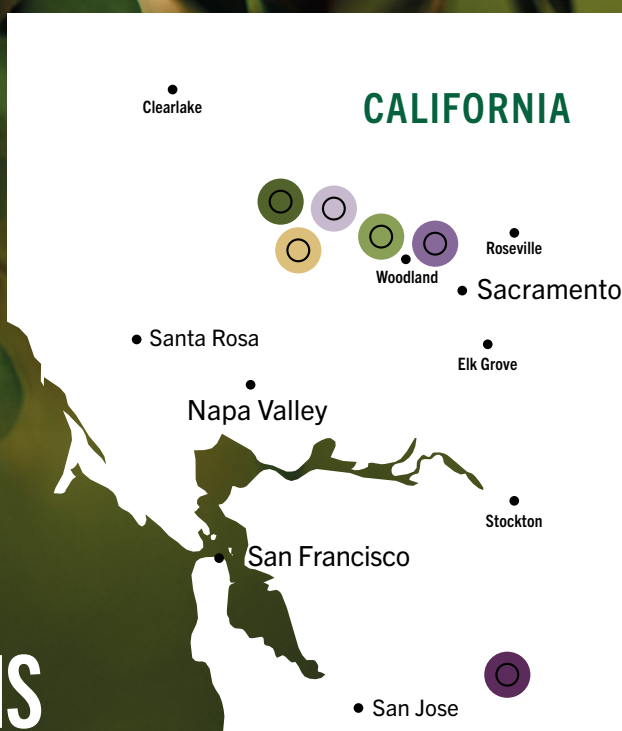 Clearlake
CALIFORNIA
Roseville
Woodland
Sacramento
Santa Rosa
Elk Grove
Napa Valley
Stockton
San Francisco
S
San Jose